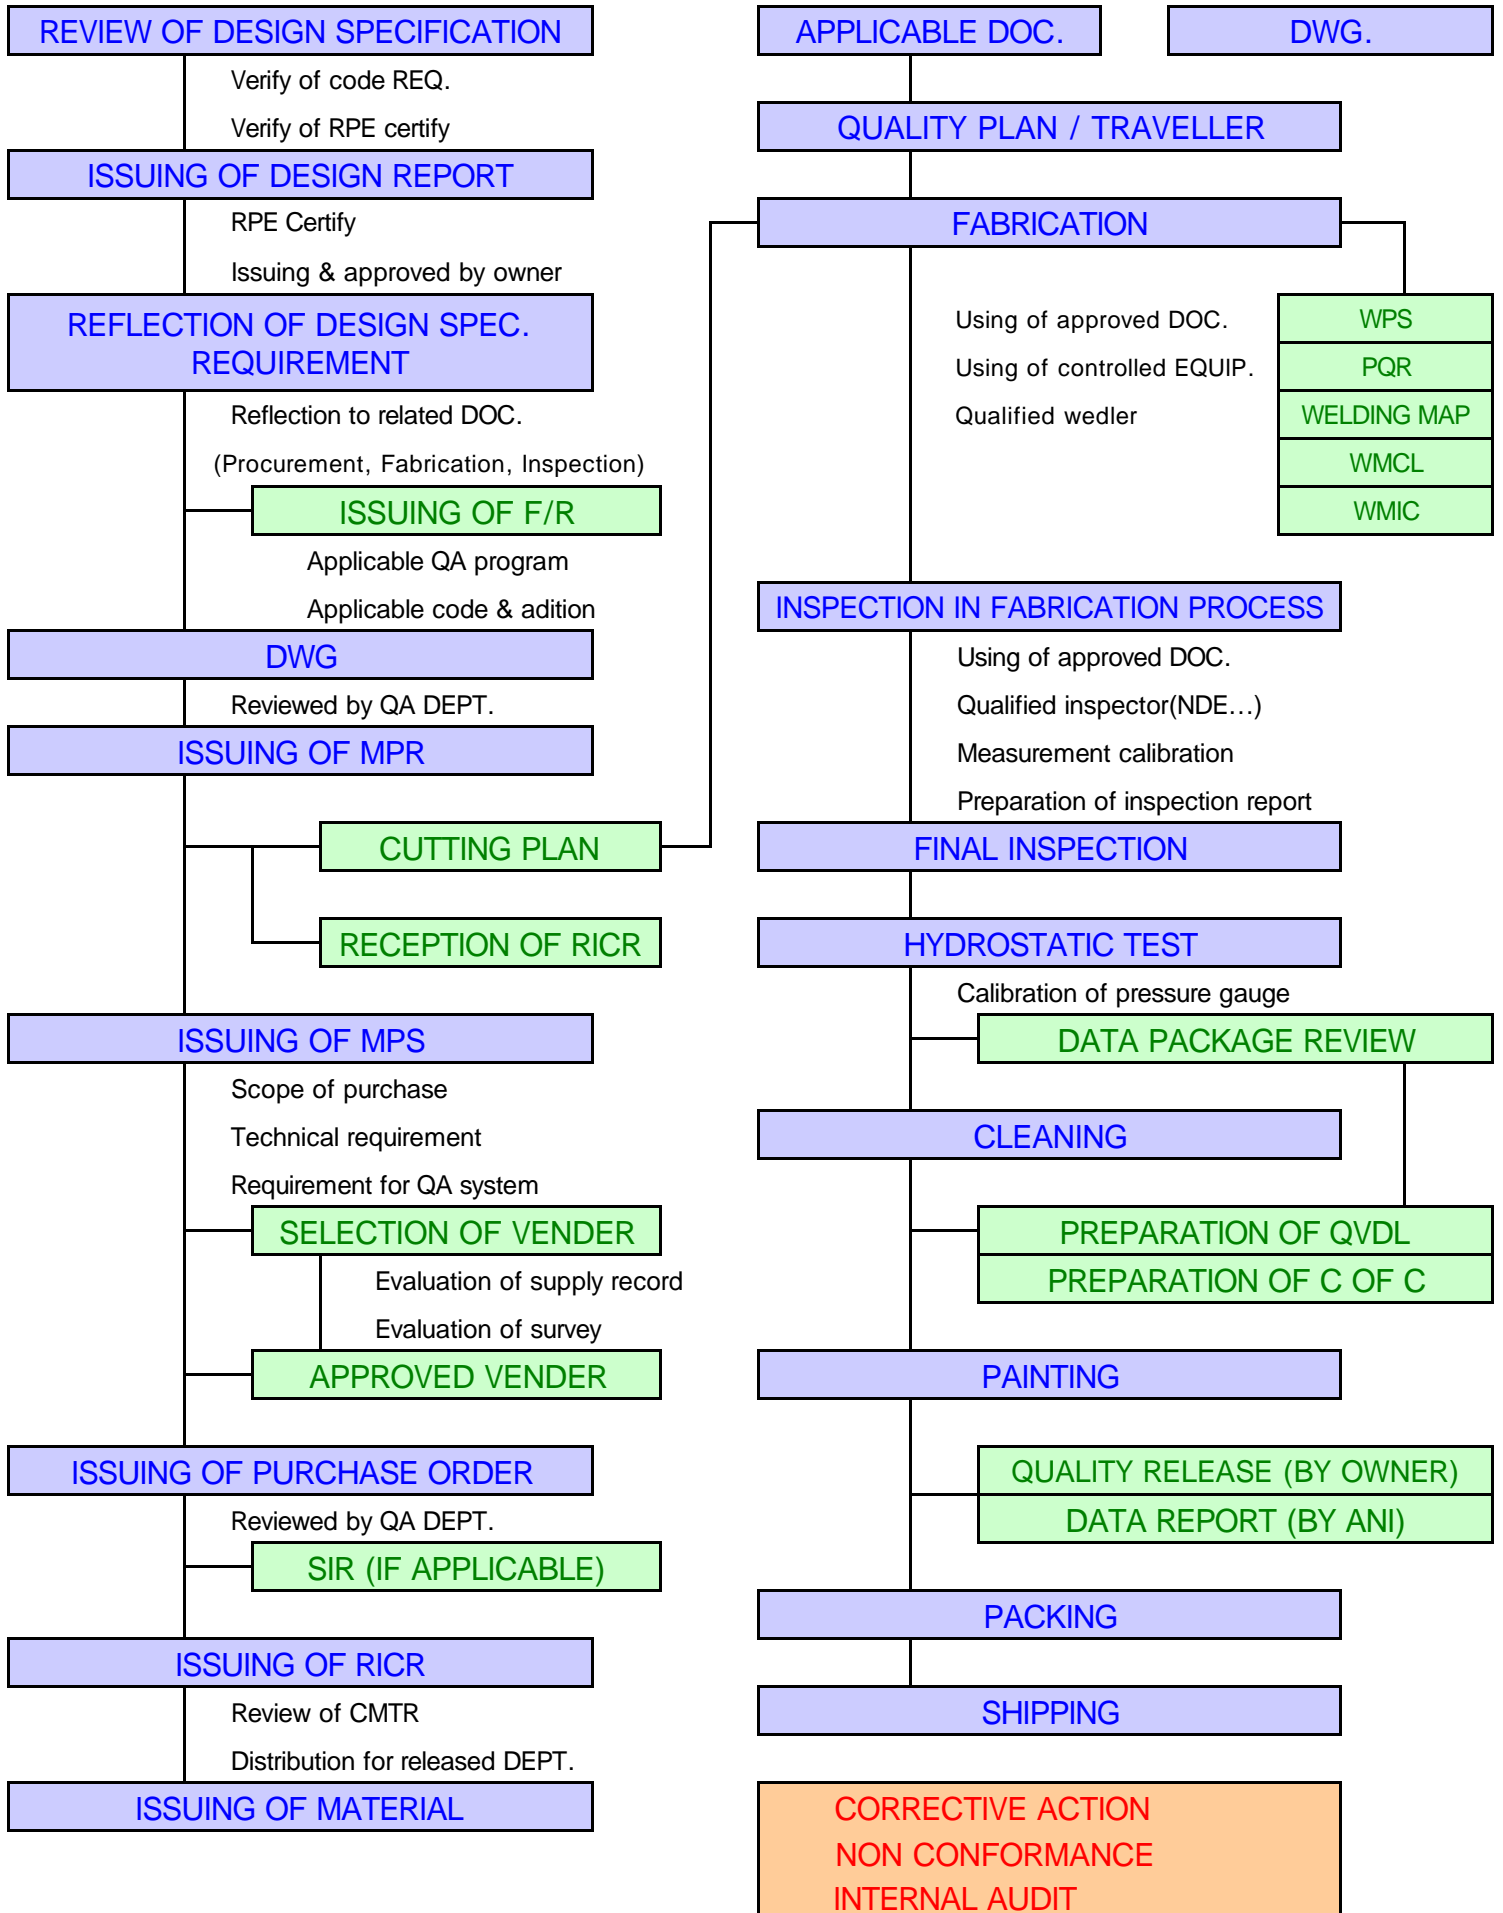 REVIEW OF DESIGN SPECIFICATION
Verify of code REQ.
Verify of RPE certify
ISSUING OF DESIGN REPORT
RPE Certify
Issuing & approved by owner
REFLECTION OF DESIGN SPEC.
REQUIREMENT
Reflection to related DOC.
(Procurement, Fabrication, Inspection)
ISSUING OF F/R
Applicable QA program
Applicable code & adition
DWG
Reviewed by QA DEPT.
ISSUING OF MPR
CUTTING PLAN
RECEPTION OF RICR
ISSUING OF MPS
Scope of purchase
Technical requirement
Requirement for QA system
SELECTION OF VENDER
Evaluation of supply record
Evaluation of survey
APPROVED VENDER
ISSUING OF PURCHASE ORDER
Reviewed by QA DEPT.
SIR (IF APPLICABLE)
ISSUING OF RICR
Review of CMTR
Distribution for released DEPT.
ISSUING OF MATERIAL
APPLICABLE DOC.
DWG.
QUALITY PLAN / TRAVELLER
FABRICATION
Using of approved DOC.
Using of controlled EQUIP.
Qualified wedler
WPS
PQR
WELDING MAP
WMCL
WMIC
INSPECTION IN FABRICATION PROCESS
Using of approved DOC.
Qualified inspector(NDE…)
Measurement calibration
Preparation of inspection report
FINAL INSPECTION
HYDROSTATIC TEST
Calibration of pressure gauge
DATA PACKAGE REVIEW
CLEANING
PREPARATION OF QVDL
PREPARATION OF C OF C
PAINTING
QUALITY RELEASE (BY OWNER)
DATA REPORT (BY ANI)
PACKING
SHIPPING
CORRECTIVE ACTION
NON CONFORMANCE
INTERNAL AUDIT